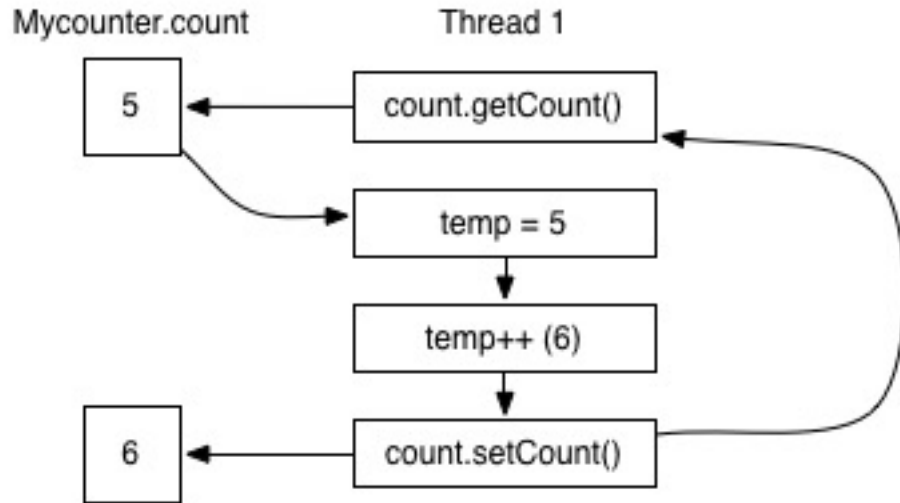 Mycounter.count
Thread 1
5
count.getCount()
temp = 5
temp++ (6)
6
count.setCount()